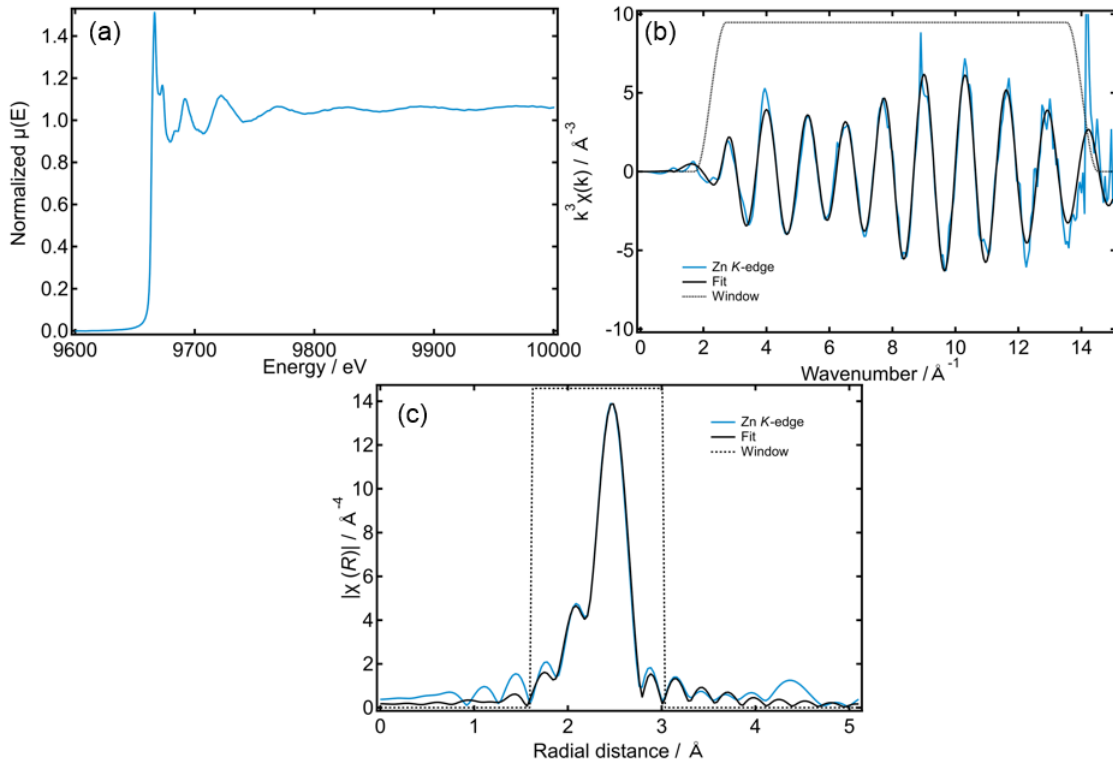 (a)
1.4
1.2
1.0
0.8
0.6
0.4
0.2
0.0
Normalized μ(E)
9600
9700
9800
9900
10000
Energy / eV
(b)
10
5
0
-5
-10
k³χ(k) / Å⁻³
Zn K-edge
Fit
Window
0
2
4
6
8
10
12
14
Wavenumber / Å⁻¹
(c)
14
12
10
8
6
4
2
0
|χ(R)| / Å⁻⁴
Zn K-edge
Fit
Window
0
1
2
3
4
5
Radial distance / Å